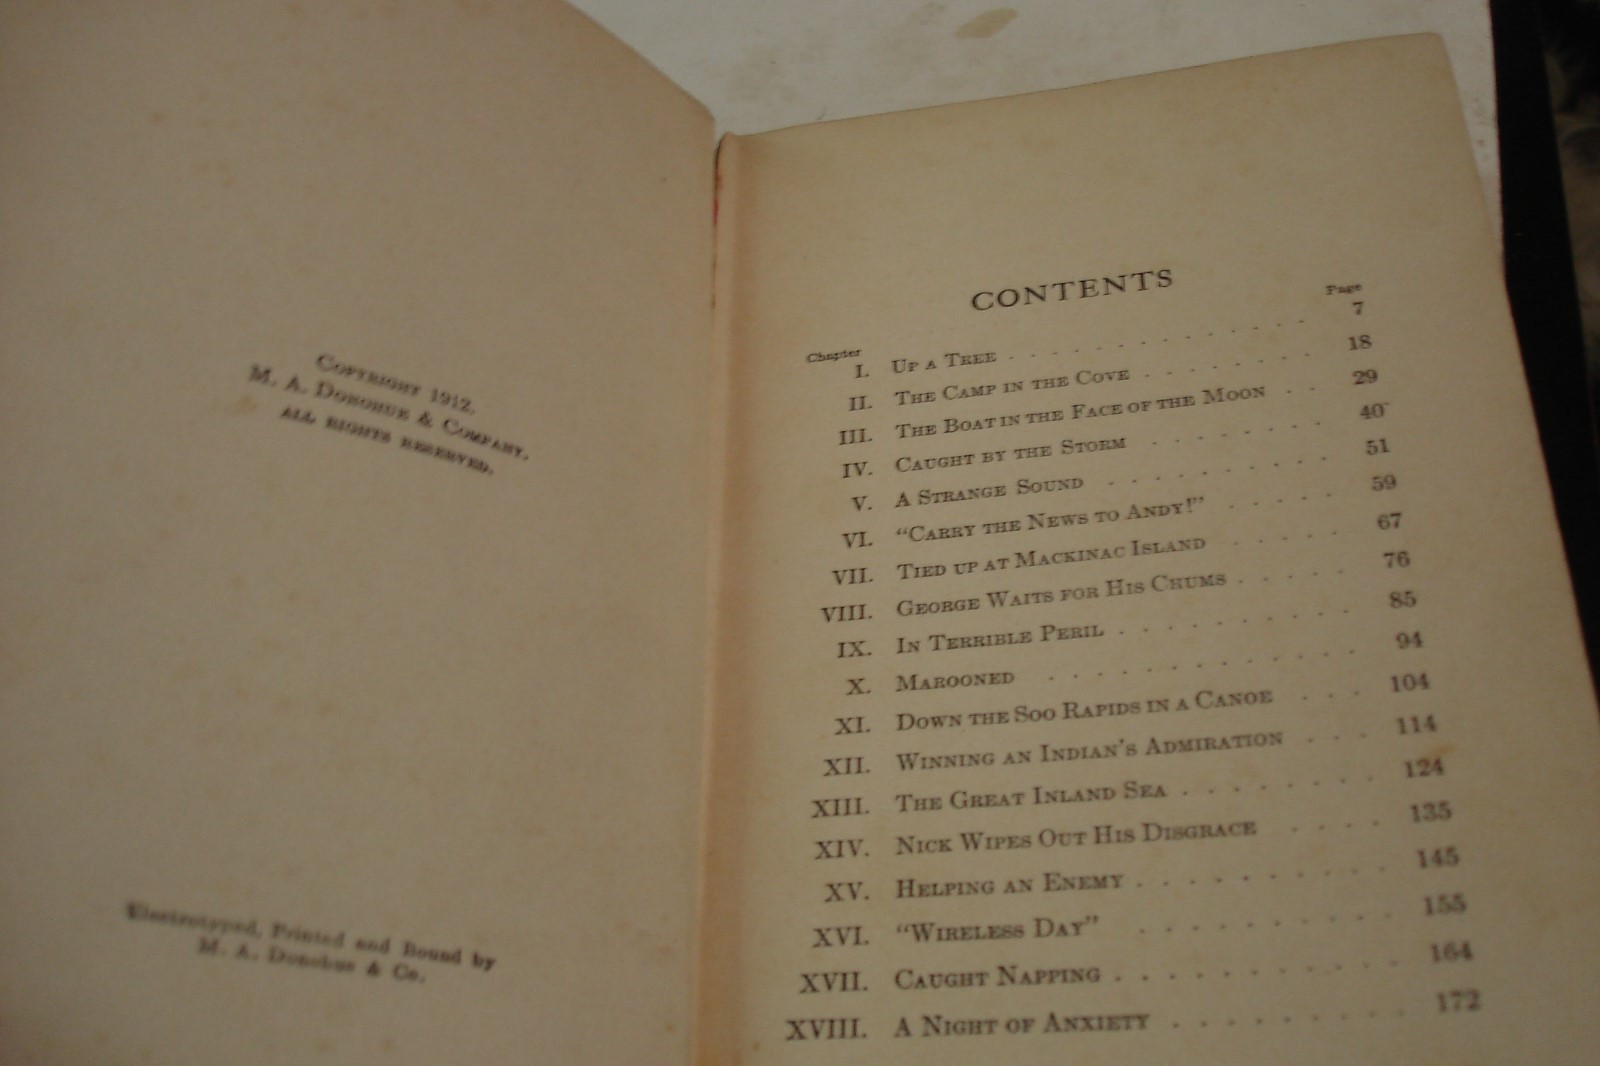 Copyright 1912,
M. A. Donohue & Company,
all rights reserved.
Electrotyped, Printed and Bound by
M. A. Donohue & Co.
CONTENTS
Chapter Page
I. Up a Tree . . . . . . . . . . . . 7
II. The Camp in the Cove . . . . . . . 18
III. The Boat in the Face of the Moon . . 29
IV. Caught by the Storm . . . . . . . 40
V. A Strange Sound . . . . . . . . . 51
VI. "Carry the News to Andy!" . . . . . 59
VII. Tied up at Mackinac Island . . . . . 67
VIII. George Waits for His Chums . . . . . 76
IX. In Terrible Peril . . . . . . . . . 85
X. Marooned . . . . . . . . . . . . 94
XI. Down the Soo Rapids in a Canoe . . . 104
XII. Winning an Indian's Admiration . . . 114
XIII. The Great Inland Sea . . . . . . . . 124
XIV. Nick Wipes Out His Disgrace . . . . 135
XV. Helping an Enemy . . . . . . . . . . 145
XVI. "Wireless Day" . . . . . . . . . . 155
XVII. Caught Napping . . . . . . . . . . . 164
XVIII. A Night of Anxiety . . . . . . . . . 172